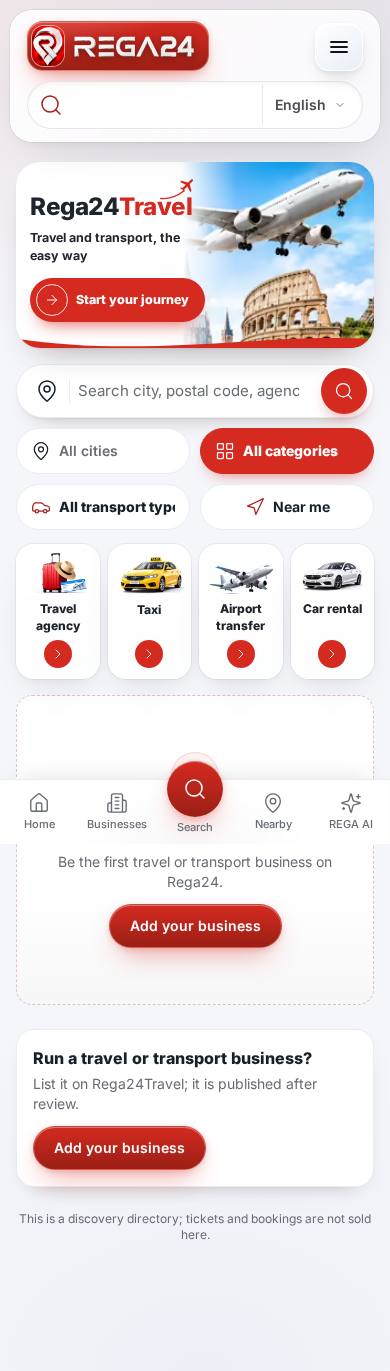 REGA24
English
Rega24Travel
Travel and transport, the
easy way
Start your journey
Search city, postal code, agenc
All cities
All categories
All transport type
Near me
Travel
agency
Taxi
Airport
transfer
Car rental
Home
Businesses
Search
Nearby
REGA AI
Be the first travel or transport business on
Rega24.
Add your business
Run a travel or transport business?
List it on Rega24Travel; it is published after
review.
Add your business
This is a discovery directory; tickets and bookings are not sold
here.